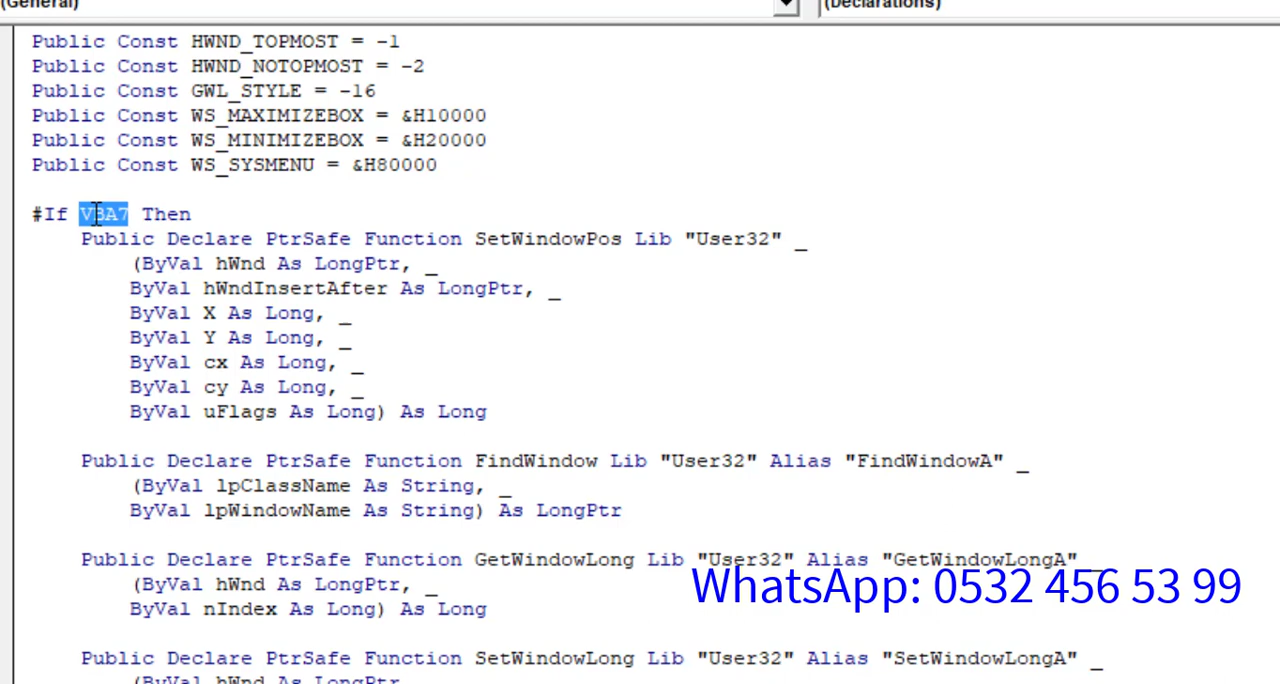 (General)
(Declarations)
Public Const HWND_TOPMOST = -1
Public Const HWND_NOTOPMOST = -2
Public Const GWL_STYLE = -16
Public Const WS_MAXIMIZEBOX = &H10000
Public Const WS_MINIMIZEBOX = &H20000
Public Const WS_SYSMENU = &H80000
#If VBA7 Then
Public Declare PtrSafe Function SetWindowPos Lib "User32" _
(ByVal hWnd As LongPtr, _
ByVal hWndInsertAfter As LongPtr, _
ByVal X As Long, _
ByVal Y As Long, _
ByVal cx As Long, _
ByVal cy As Long, _
ByVal uFlags As Long) As Long
Public Declare PtrSafe Function FindWindow Lib "User32" Alias "FindWindowA" _
(ByVal lpClassName As String, _
ByVal lpWindowName As String) As LongPtr
Public Declare PtrSafe Function GetWindowLong Lib "User32" Alias "GetWindowLongA" _
(ByVal hWnd As LongPtr, _
ByVal nIndex As Long) As Long
WhatsApp: 0532 456 53 99
Public Declare PtrSafe Function SetWindowLong Lib "User32" Alias "SetWindowLongA" _
(ByVal hWnd As LongPtr